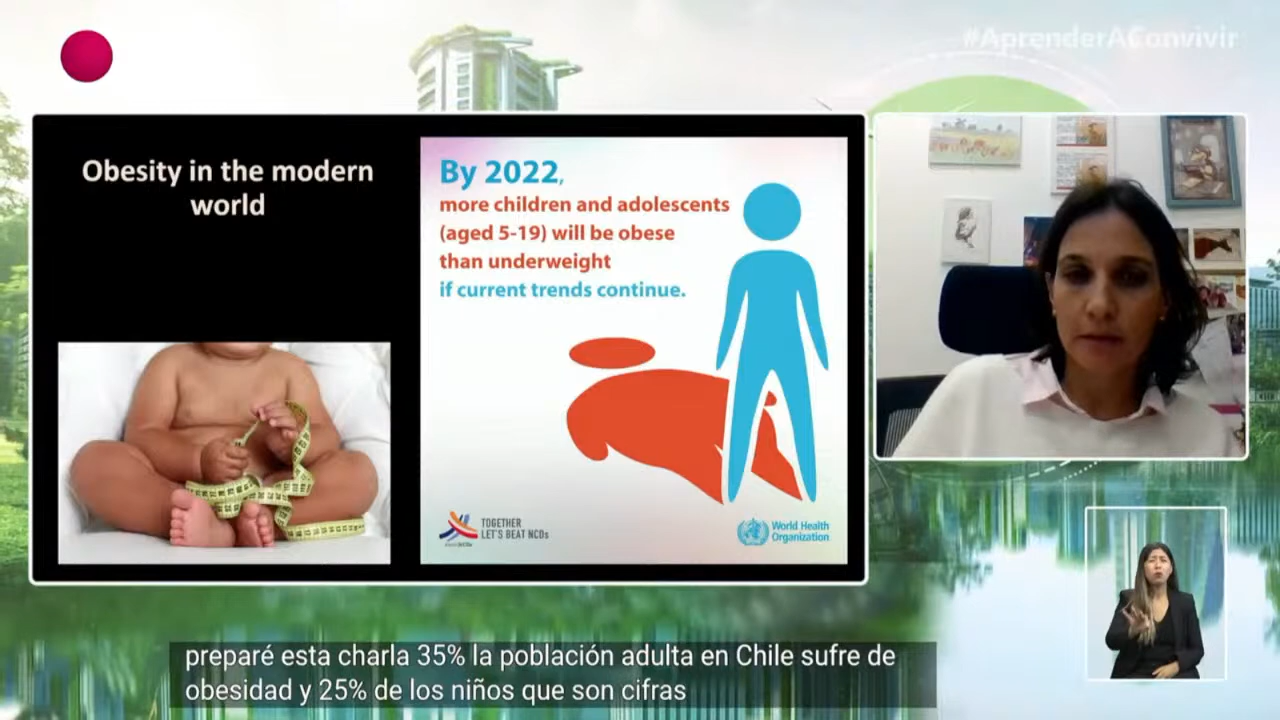 #AprenderAConvivir
Obesity in the modern
world
By 2022,
more children and adolescents
(aged 5-19) will be obese
than underweight
if current trends continue.
TOGETHER
LET'S BEAT NCDs
World Health
Organization
preparé esta charla 35% la población adulta en Chile sufre de
obesidad y 25% de los niños que son cifras